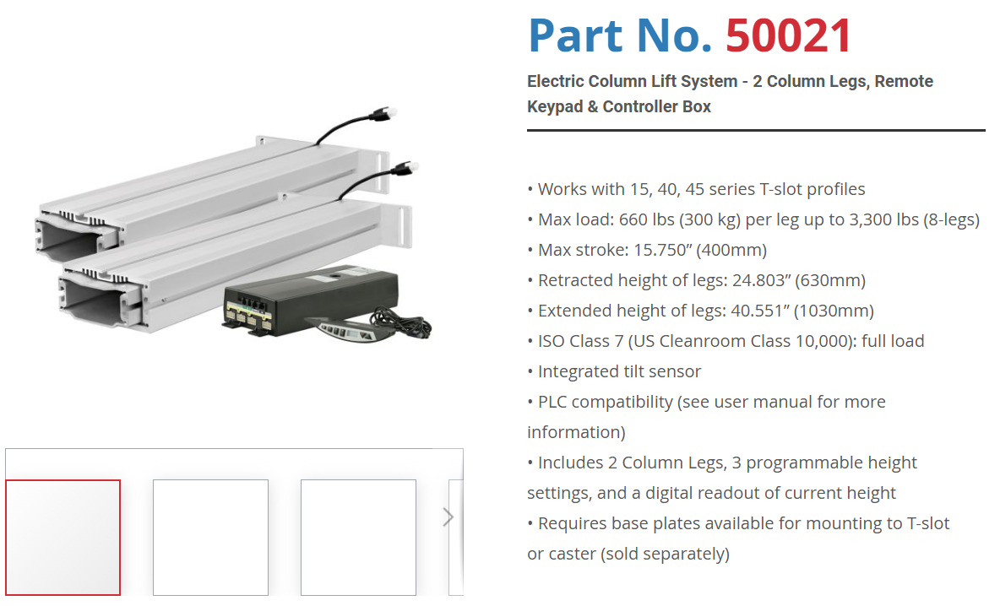 Part No. 50021
Electric Column Lift System - 2 Column Legs, Remote
Keypad & Controller Box
• Works with 15, 40, 45 series T-slot profiles
• Max load: 660 lbs (300 kg) per leg up to 3,300 lbs (8-legs)
• Max stroke: 15.750” (400mm)
• Retracted height of legs: 24.803” (630mm)
• Extended height of legs: 40.551” (1030mm)
• ISO Class 7 (US Cleanroom Class 10,000): full load
• Integrated tilt sensor
• PLC compatibility (see user manual for more
information)
• Includes 2 Column Legs, 3 programmable height
settings, and a digital readout of current height
• Requires base plates available for mounting to T-slot
or caster (sold separately)